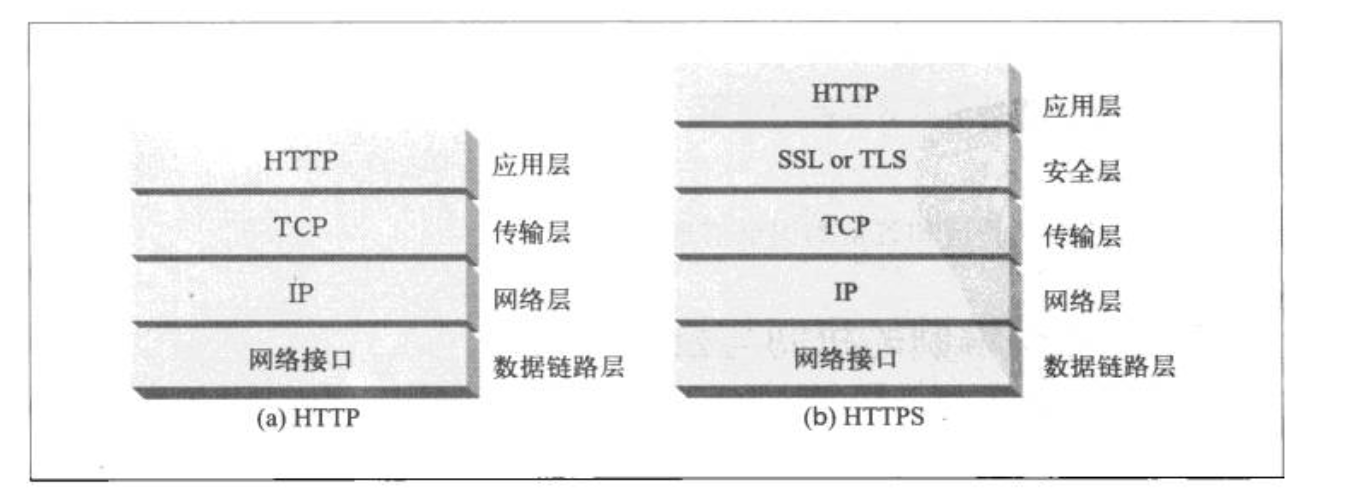 HTTP 应用层
TCP 传输层
IP 网络层
网络接口 数据链路层
(a) HTTP
HTTP 应用层
SSL or TLS 安全层
TCP 传输层
IP 网络层
网络接口 数据链路层
(b) HTTPS